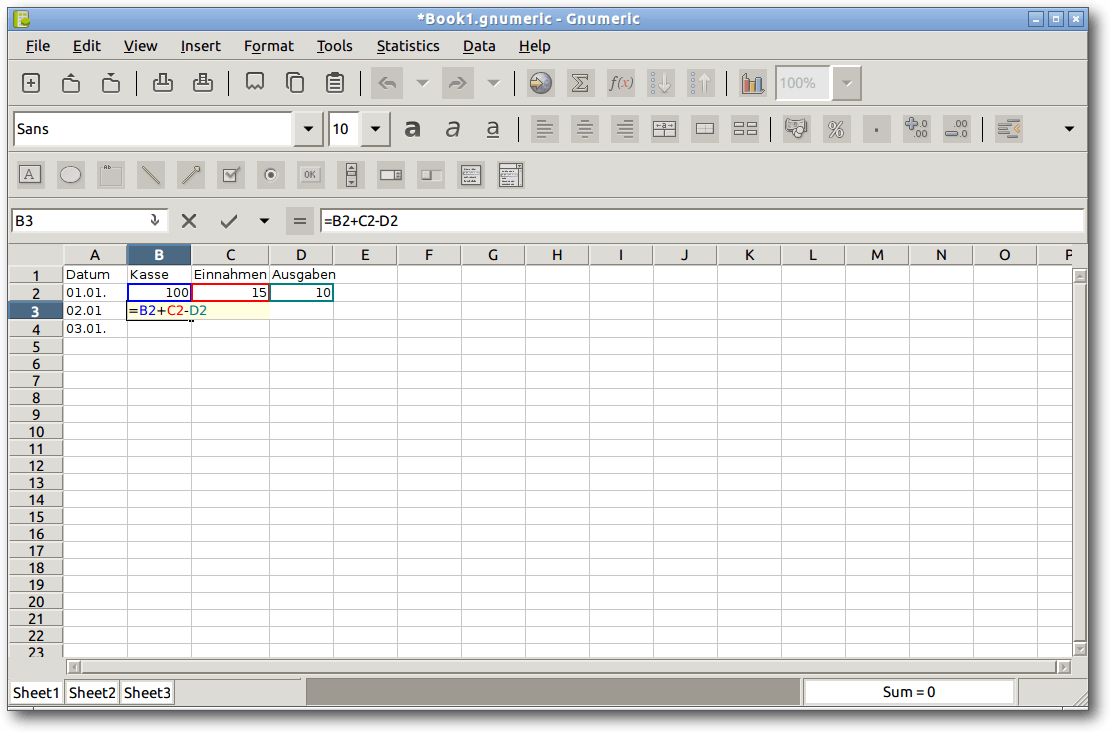 *Book1.gnumeric - Gnumeric
File Edit View Insert Format Tools Statistics Data Help
100%
Sans 10 a a a
A Ab OK
B3 =B2+C2-D2
A B C D E F G H I J K L M N O P
1 Datum Kasse Einnahmen Ausgaben
2 01.01. 100 15 10
3 02.01 =B2+C2-D2
4 03.01.
5
6
7
8
9
10
11
12
13
14
15
16
17
18
19
20
21
22
23
Sheet1 Sheet2 Sheet3 Sum = 0